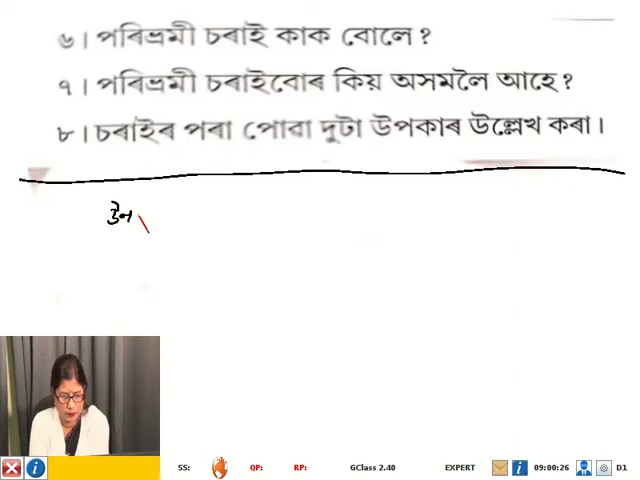 ৬। পৰিভ্ৰমী চৰাই কাক বোলে?
৭। পৰিভ্ৰমী চৰাইবোৰ কিয় অসমলৈ আহে?
৮। চৰাইৰ পৰা পোৱা দুটা উপকাৰ উল্লেখ কৰা।
SS: QP: RP: GClass 2.40 EXPERT 09:00:26 D1